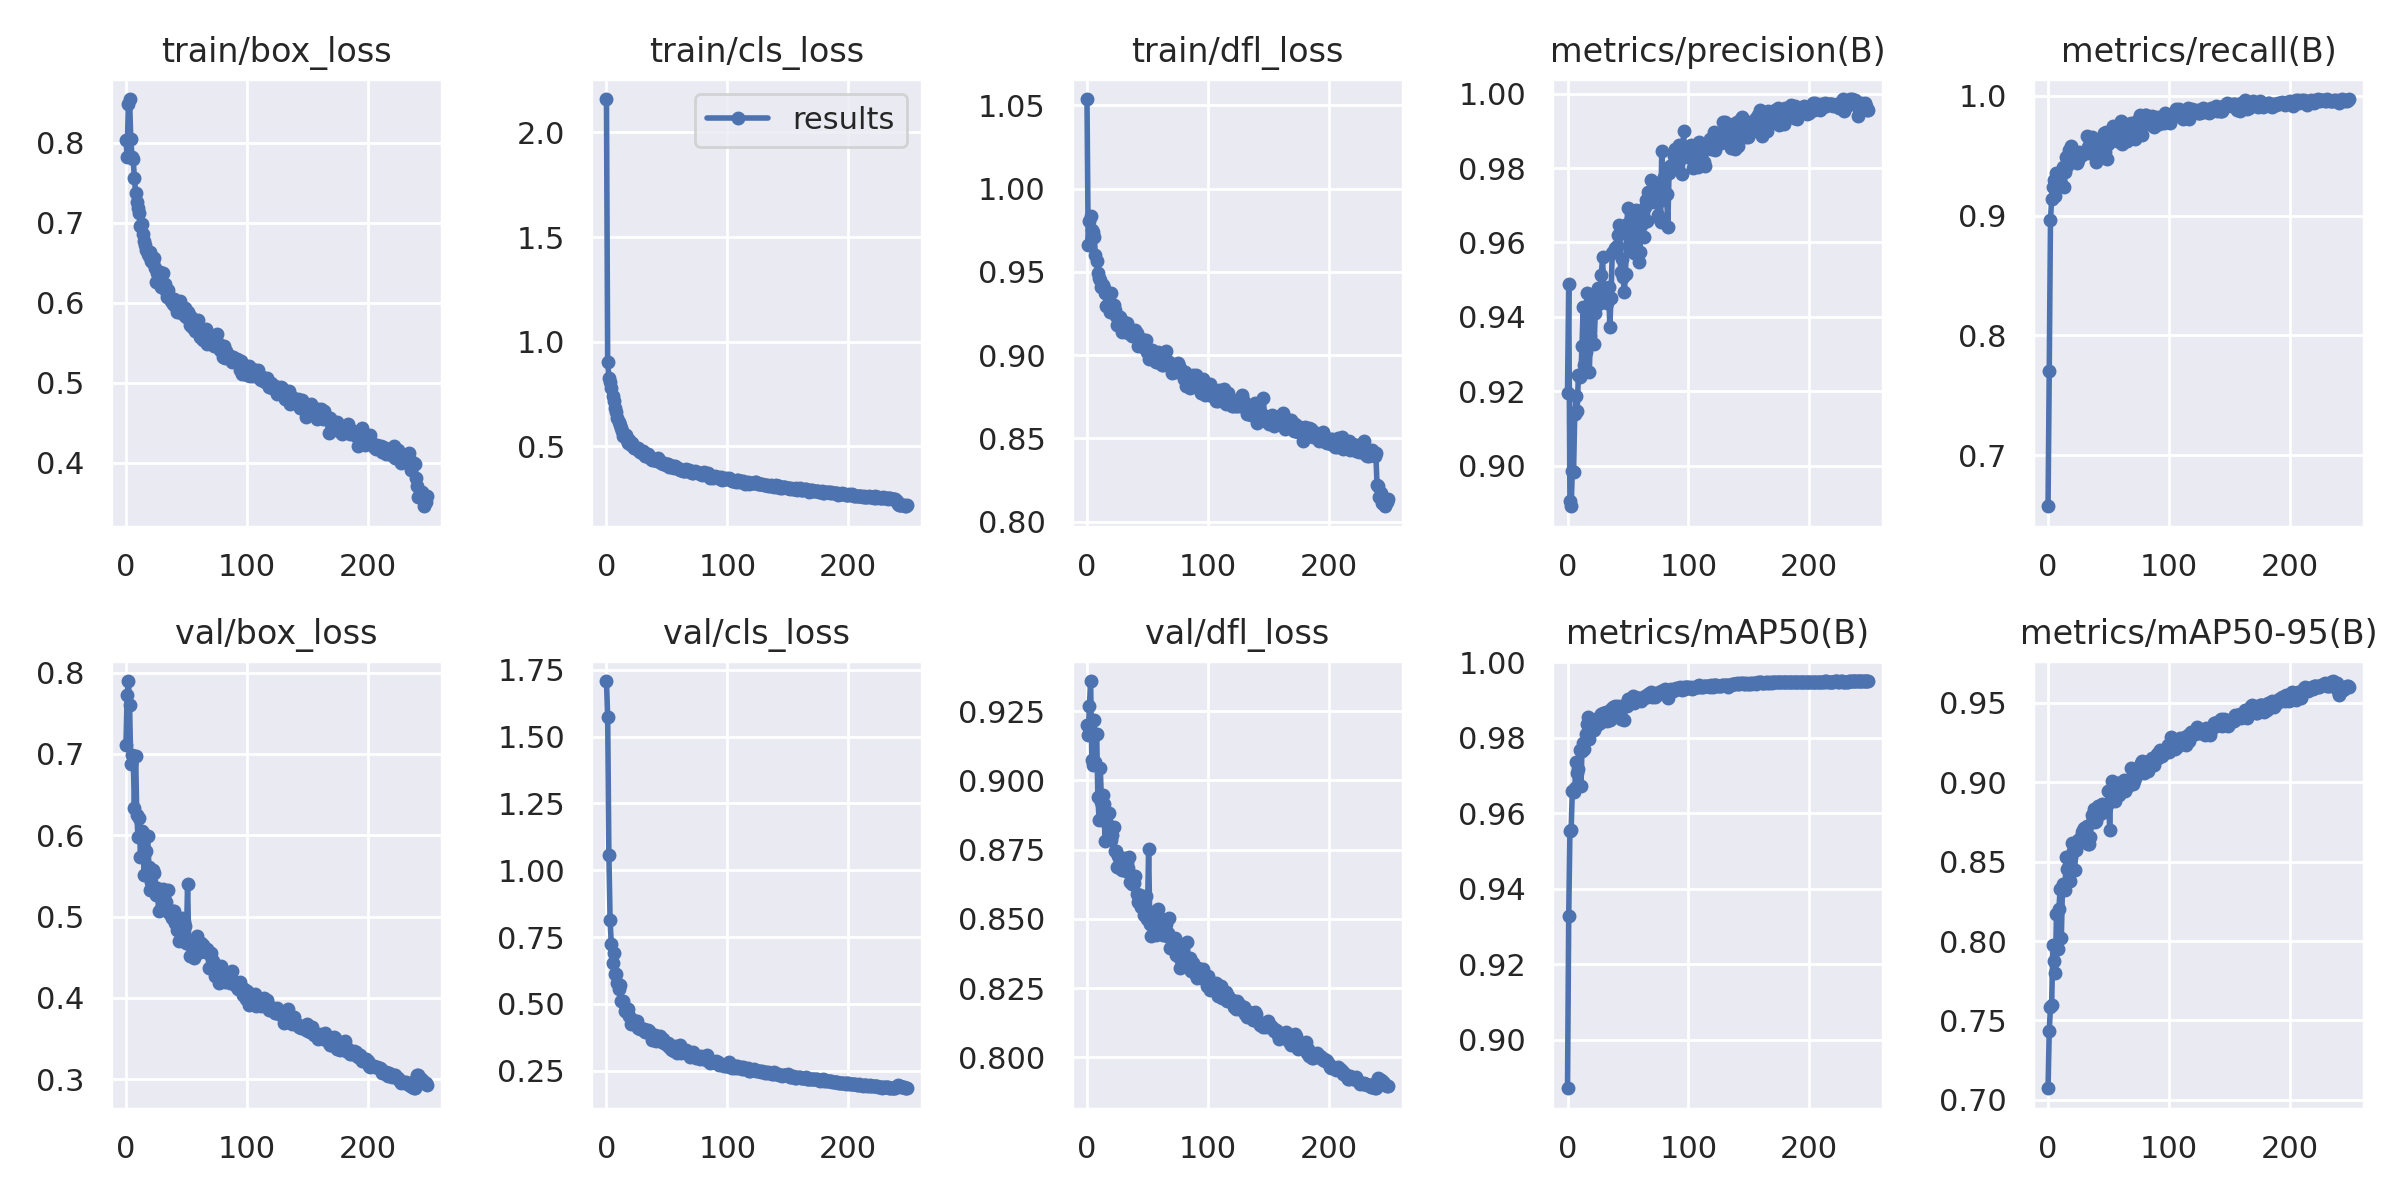 train/box_loss
0.8
0.7
0.6
0.5
0.4
0 100 200
train/cls_loss
results
2.0
1.5
1.0
0.5
0 100 200
train/dfl_loss
1.05
1.00
0.95
0.90
0.85
0.80
0 100 200
metrics/precision(B)
1.00
0.98
0.96
0.94
0.92
0.90
0 100 200
metrics/recall(B)
1.0
0.9
0.8
0.7
0 100 200
val/box_loss
0.8
0.7
0.6
0.5
0.4
0.3
0 100 200
val/cls_loss
1.75
1.50
1.25
1.00
0.75
0.50
0.25
0 100 200
val/dfl_loss
0.925
0.900
0.875
0.850
0.825
0.800
0 100 200
metrics/mAP50(B)
1.00
0.98
0.96
0.94
0.92
0.90
0 100 200
metrics/mAP50-95(B)
0.95
0.90
0.85
0.80
0.75
0.70
0 100 200